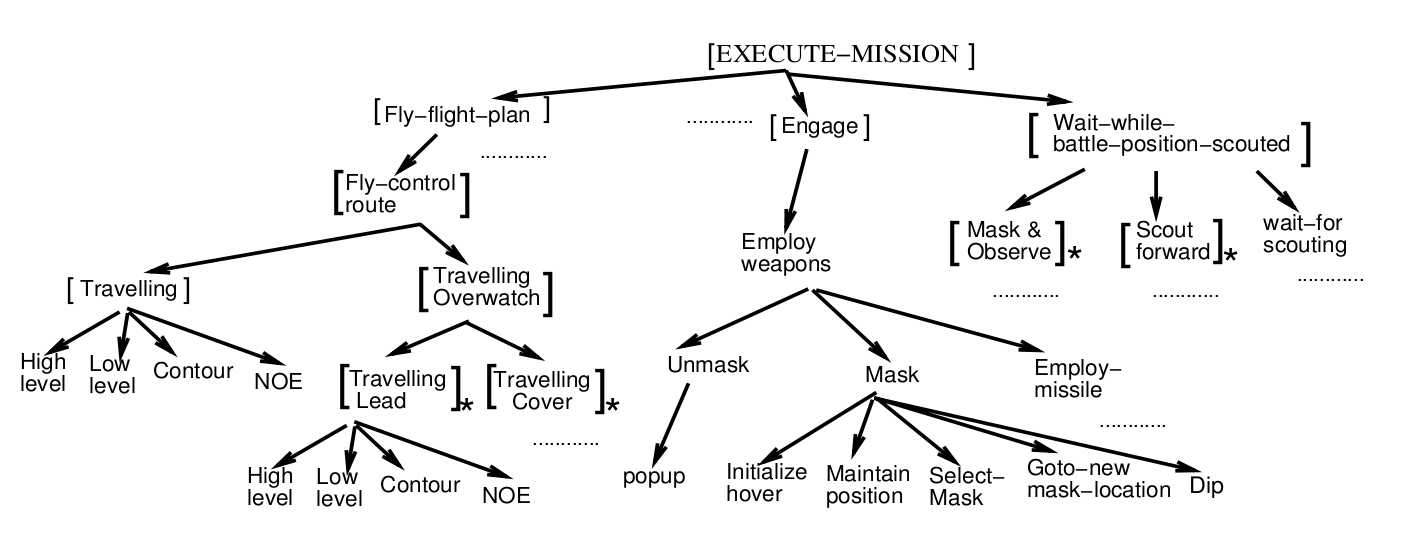 [EXECUTE−MISSION ]
[Fly−flight−plan ]
............
[ Engage ]
[ Wait−while−
battle−position−scouted ]
............
[Fly−control
route ]
Employ
weapons
[ Mask &
Observe ]*
[ Scout
forward ]*
wait−for
scouting
............
............
............
[ Travelling ]
[ Travelling
Overwatch ]
High
level
Low
level
Contour
NOE
[Travelling
Lead ]*
[Travelling
Cover ]*
............
Unmask
Mask
Employ−
missile
............
High
level
Low
level
Contour
NOE
popup
Initialize
hover
Maintain
position
Select−
Mask
Goto−new
mask−location
Dip